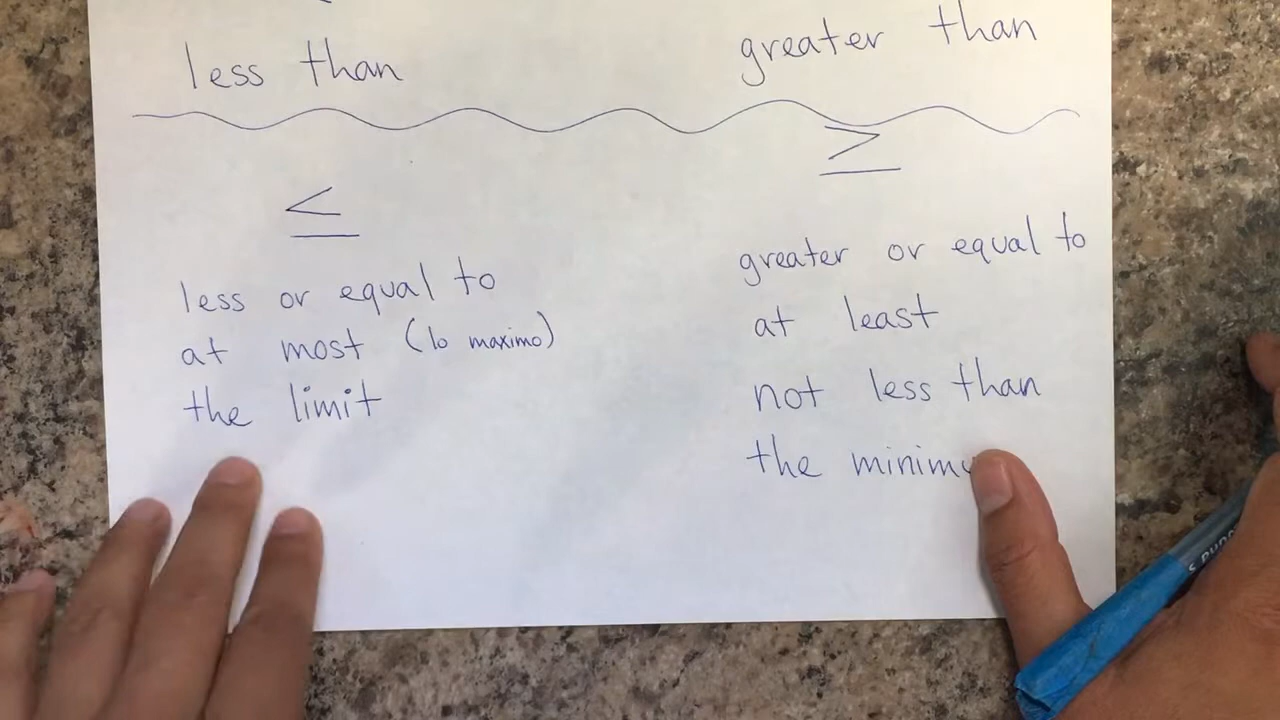 less than
greater than
≤
≥
less or equal to
at most (lo maximo)
the limit
greater or equal to
at least
not less than
the